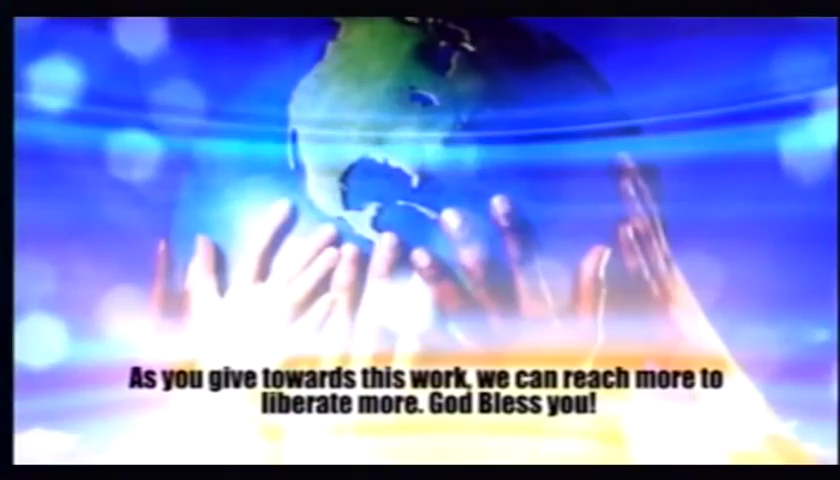 As you give towards this work, we can reach more to
liberate more. God Bless you!